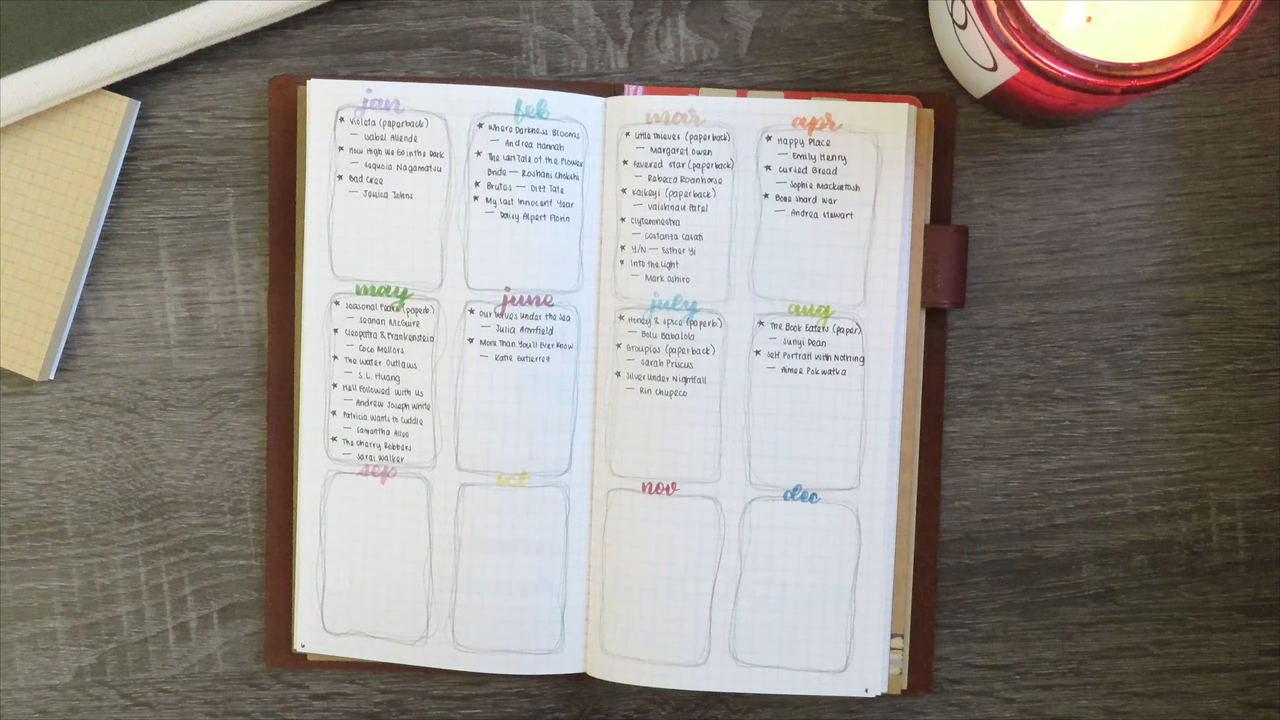 jan
★ Violeta (paperback)
— Isabel Allende
★ How High We Go in the Dark
— Sequoia Nagamatsu
★ Bad Cree
— Jessica Johns
feb
★ Where Darkness Blooms
— Andrea Hannah
★ The Last Tale of the Flower
Bride — Roshani Chokshi
★ Brutes — Dizz Tate
★ My Last Innocent Year
— Daisy Alpert Florin
mar
★ Little Thieves (paperback)
— Margaret Owen
★ Fevered Star (paperback)
— Rebecca Roanhorse
★ Kaikeyi (paperback)
— Vaishnavi Patel
★ Clytemnestra
— Costanza Casati
★ Y/N — Esther Yi
★ Into the Light
— Mark Oshiro
apr
★ Happy Place
— Emily Henry
★ Cursed Bread
— Sophie Mackintosh
★ Bone Shard War
— Andrea Stewart
may
★ Seasonal Fears (paperb)
— Seanan McGuire
★ Cleopatra & Frankenstein
— Coco Mellors
★ The Water Outlaws
— S.L. Huang
★ Hell Followed With Us
— Andrew Joseph White
★ Patricia Wants to Cuddle
— Samantha Allen
★ The Cherry Robbers
— Sarai Walker
june
★ Our Wives Under the Sea
— Julia Armfield
★ More Than You'll Ever Know
— Katie Gutierrez
july
★ Honey & Spice (paperb)
— Bolu Babalola
★ Groupies (paperback)
— Sarah Priscus
★ Silver Under Nightfall
— Rin Chupeco
aug
★ The Book Eaters (paper)
— Sunyi Dean
★ Self Portrait With Nothing
— Aimee Pokwatka
sep
oct
nov
dec